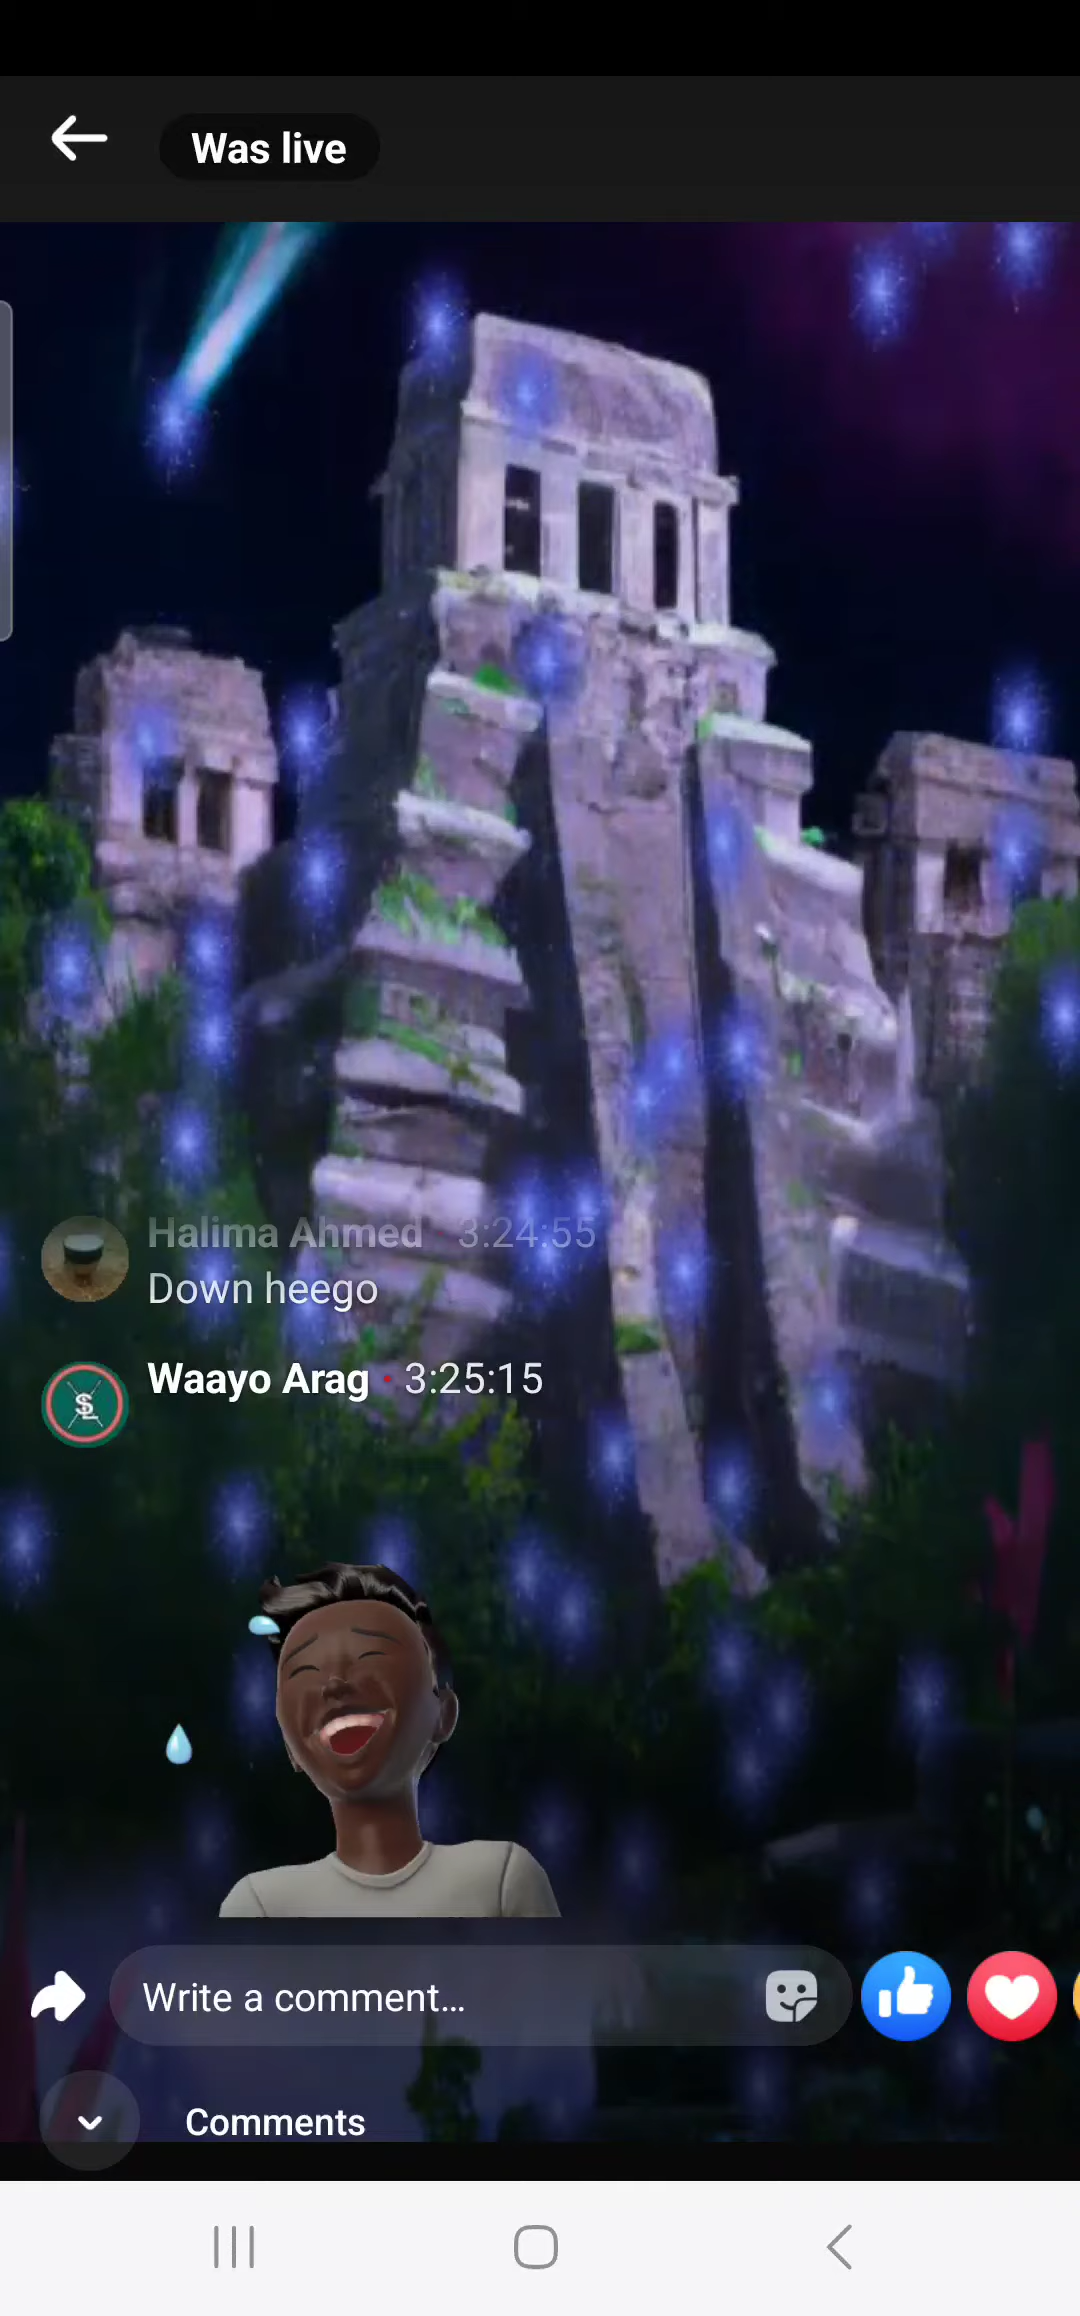 Was live
Halima Ahmed · 3:24:55
Down heego
Waayo Arag · 3:25:15
Write a comment...
Comments